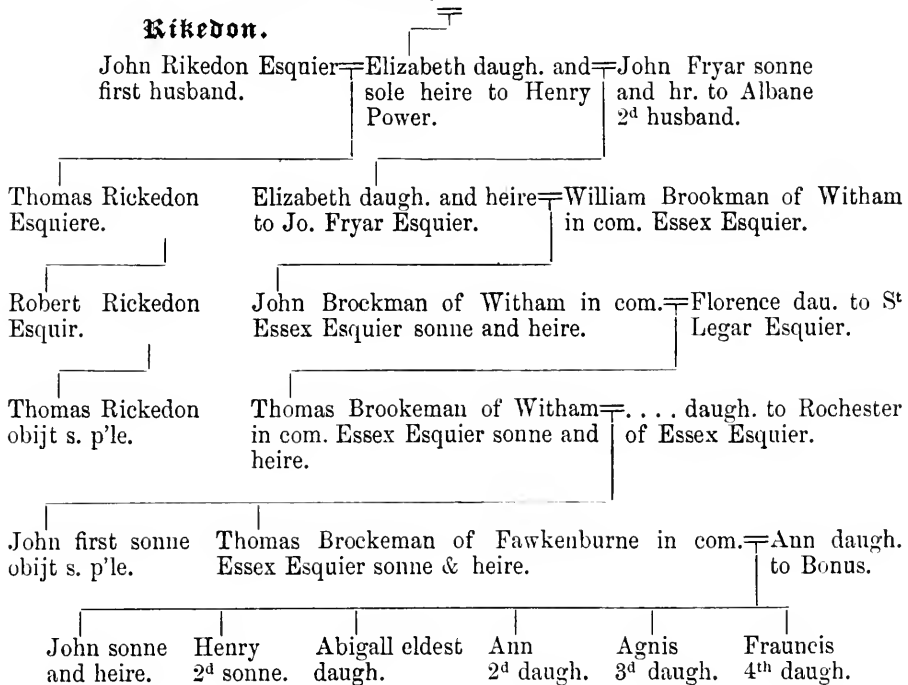 Rikedon.
John Rikedon Esquier
first husband.
Elizabeth daugh. and
sole heire to Henry
Power.
John Fryar sonne
and hr. to Albane
2d husband.
Thomas Rickedon
Esquiere.
Elizabeth daugh. and heire
to Jo. Fryar Esquier.
William Brookman of Witham
in com. Essex Esquier.
Robert Rickedon
Esquir.
John Brockman of Witham in com.
Essex Esquier sonne and heire.
Florence dau. to St
Legar Esquier.
Thomas Rickedon
obijt s. p'le.
Thomas Brookeman of Witham
in com. Essex Esquier sonne and
heire.
. . . . daugh. to Rochester
of Essex Esquier.
John first sonne
obijt s. p'le.
Thomas Brockeman of Fawkenburne in com.
Essex Esquier sonne & heire.
Ann daugh.
to Bonus.
John sonne
and heire.
Henry
2d sonne.
Abigall eldest
daugh.
Ann
2d daugh.
Agnis
3d daugh.
Frauncis
4th daugh.